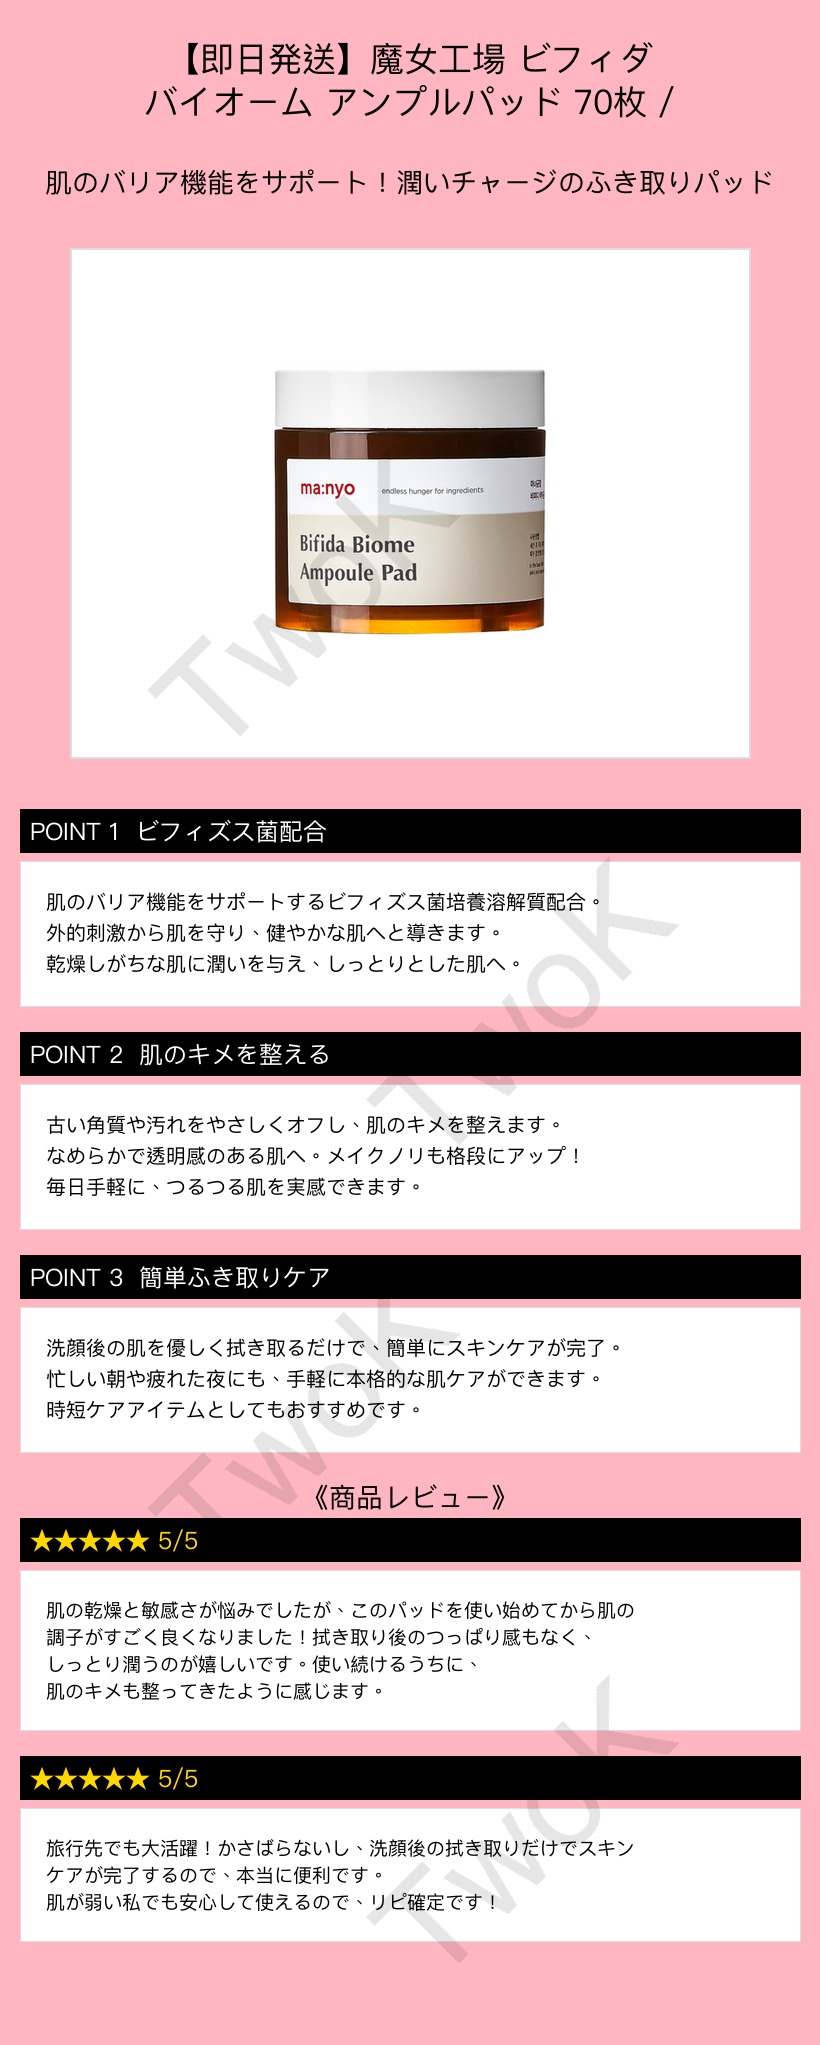 【即日発送】魔女工場 ビフィダ
バイオーム アンプルパッド 70枚 /
肌のバリア機能をサポート！潤いチャージのふき取りパッド
ma:nyo
endless hunger for ingredients
Bifida Biome
Ampoule Pad
TwoK
POINT 1 ビフィズス菌配合
肌のバリア機能をサポートするビフィズス菌培養溶解質配合。
外的刺激から肌を守り、健やかな肌へと導きます。
乾燥しがちな肌に潤いを与え、しっとりとした肌へ。
TwoK
POINT 2 肌のキメを整える
古い角質や汚れをやさしくオフし、肌のキメを整えます。
なめらかで透明感のある肌へ。メイクノリも格段にアップ！
毎日手軽に、つるつる肌を実感できます。
POINT 3 簡単ふき取りケア
洗顔後の肌を優しく拭き取るだけで、簡単にスキンケアが完了。
忙しい朝や疲れた夜にも、手軽に本格的な肌ケアができます。
時短ケアアイテムとしてもおすすめです。
TwoK
《商品レビュー》
★★★★★ 5/5
肌の乾燥と敏感さが悩みでしたが、このパッドを使い始めてから肌の
調子がすごく良くなりました！拭き取り後のつっぱり感もなく、
しっとり潤うのが嬉しいです。使い続けるうちに、
肌のキメも整ってきたように感じます。
★★★★★ 5/5
旅行先でも大活躍！かさばらないし、洗顔後の拭き取りだけでスキン
ケアが完了するので、本当に便利です。
肌が弱い私でも安心して使えるので、リピ確定です！
TwoK